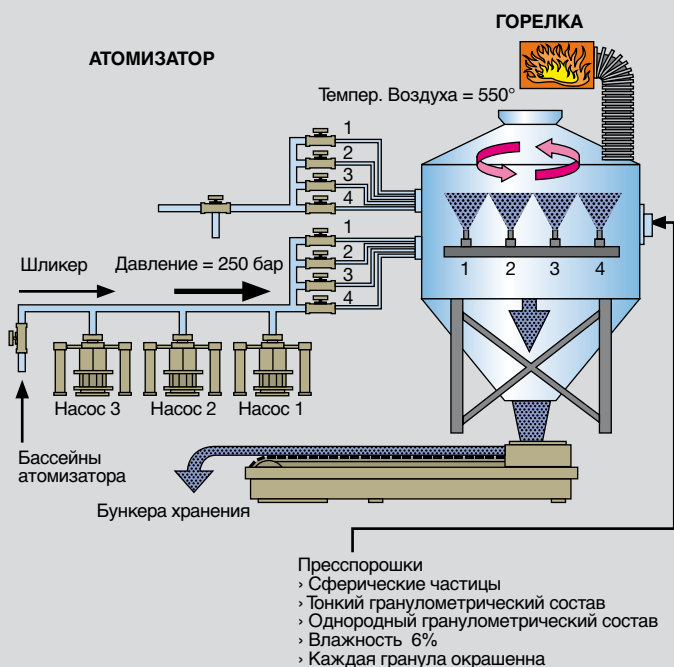 ГОРЕЛКА
АТОМИЗАТОР
Темпер. Воздуха = 550°
1
2
3
4
1
2
3
4
1 2 3 4
Шликер
Давление = 250 бар
Насос 3 Насос 2 Насос 1
Бассейны
атомизатора
Бункера хранения
Пресспорошки
› Сферические частицы
› Тонкий гранулометрический состав
› Однородный гранулометрический состав
› Влажность 6%
› Каждая гранула окрашенна